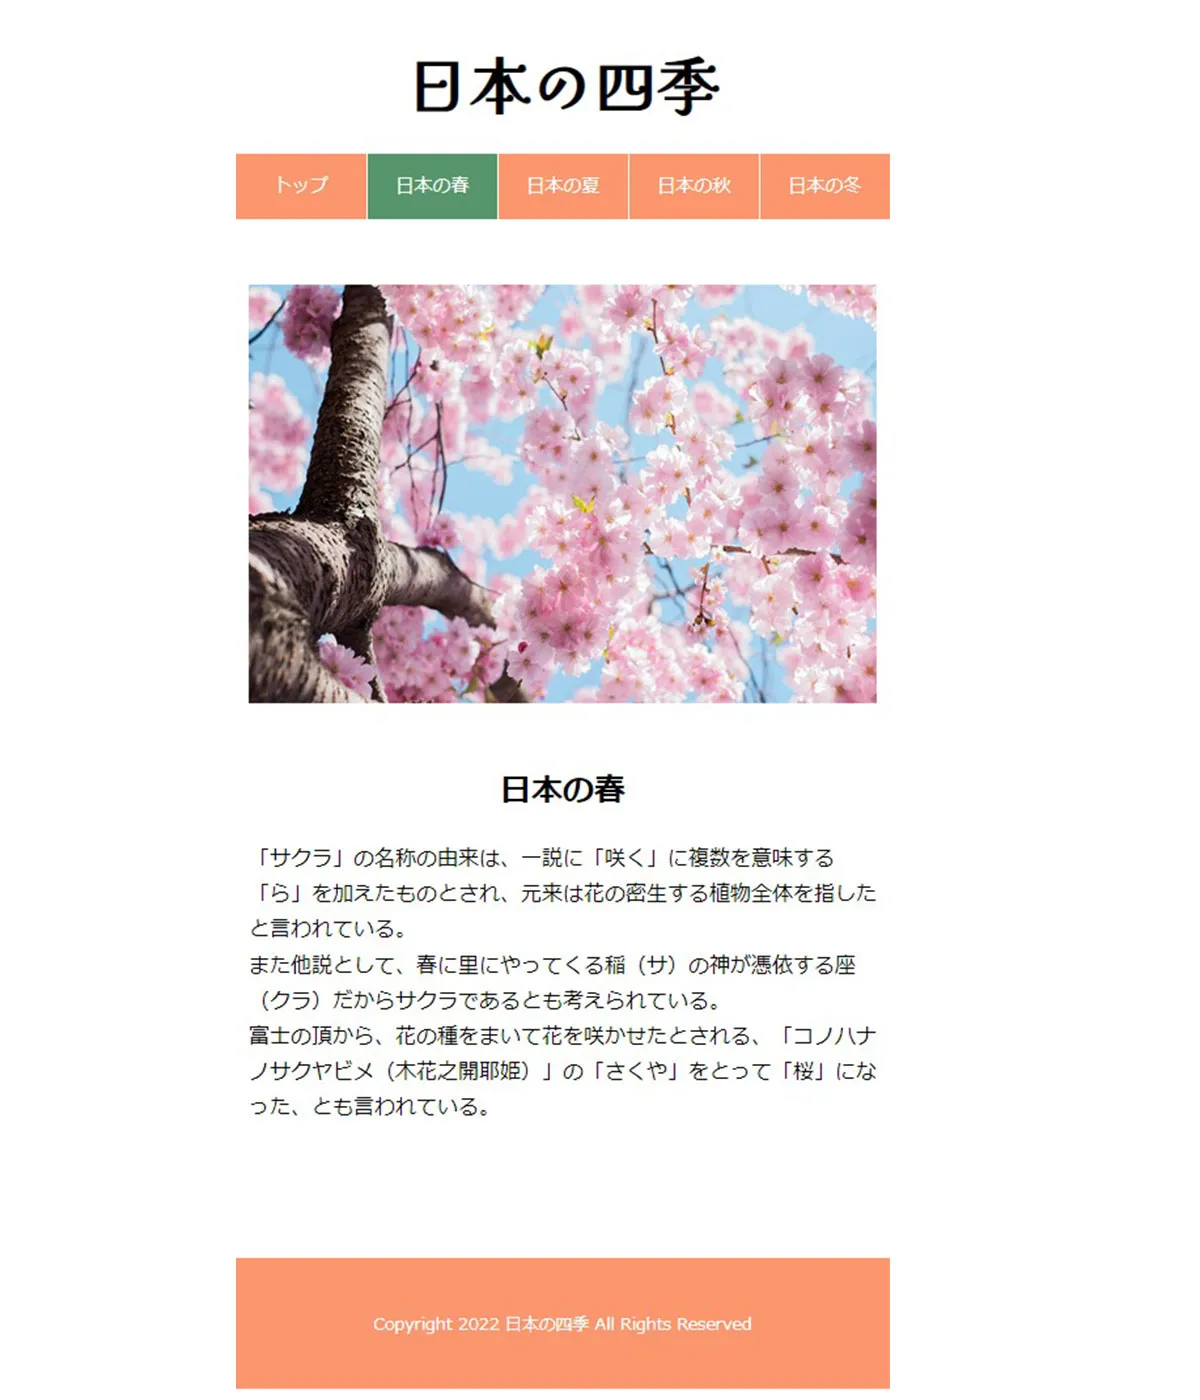 日本の四季
トップ
日本の春
日本の夏
日本の秋
日本の冬
日本の春
「サクラ」の名称の由来は、一説に「咲く」に複数を意味する
「ら」を加えたものとされ、元来は花の密生する植物全体を指した
と言われている。
また他説として、春に里にやってくる稲（サ）の神が憑依する座
（クラ）だからサクラであるとも考えられている。
富士の頂から、花の種をまいて花を咲かせたとされる、「コノハナ
ノサクヤビメ（木花之開耶姫）」の「さくや」をとって「桜」にな
った、とも言われている。
Copyright 2022 日本の四季 All Rights Reserved